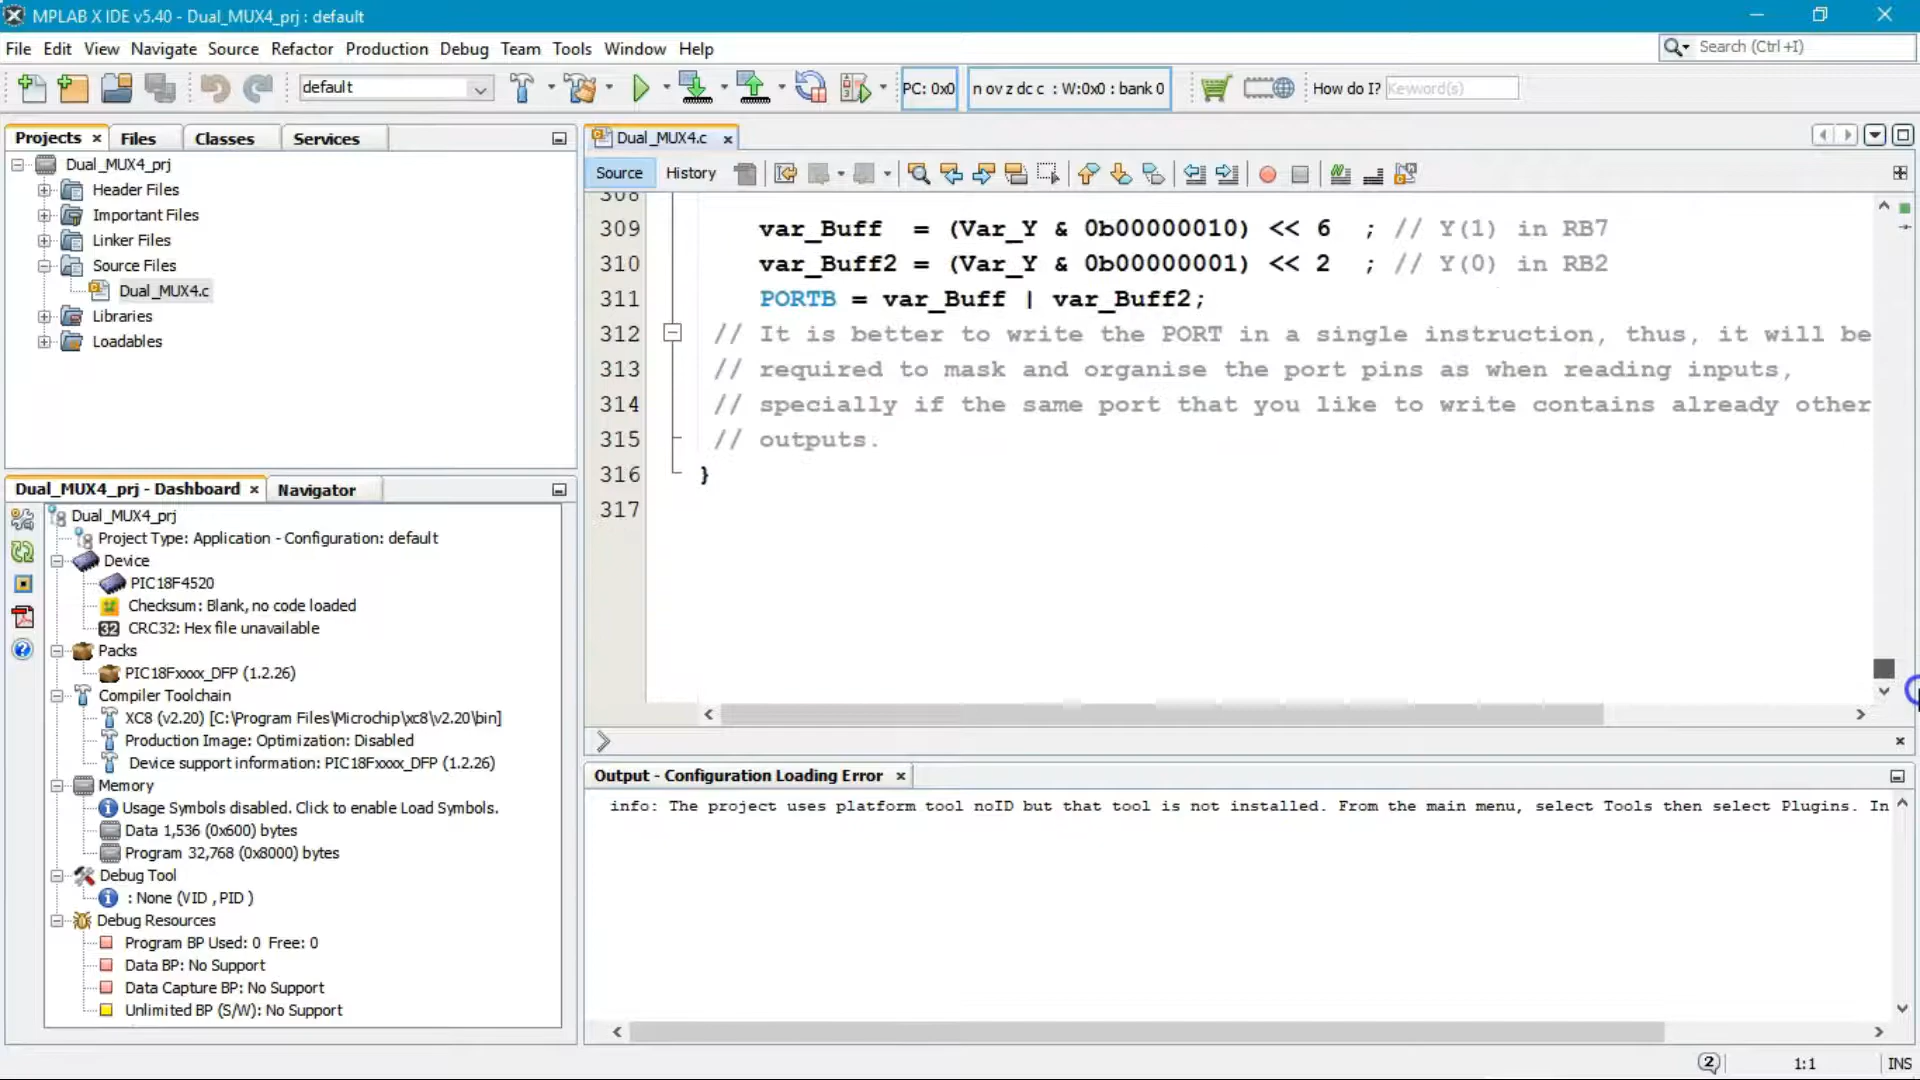 MPLAB X IDE v5.40 - Dual_MUX4_prj : default
File Edit View Navigate Source Refactor Production Debug Team Tools Window Help
Search (Ctrl+I)
default
PC: 0x0
n ov z dc c : W:0x0 : bank 0
How do I?
Keyword(s)
Projects
Files
Classes
Services
Dual_MUX4_prj
Header Files
Important Files
Linker Files
Source Files
Dual_MUX4.c
Libraries
Loadables
Dual_MUX4_prj - Dashboard
Navigator
Dual_MUX4_prj
Project Type: Application - Configuration: default
Device
PIC18F4520
Checksum: Blank, no code loaded
32 CRC32: Hex file unavailable
Packs
PIC18Fxxxx_DFP (1.2.26)
Compiler Toolchain
XC8 (v2.20) [C:\Program Files\Microchip\xc8\v2.20\bin]
Production Image: Optimization: Disabled
Device support information: PIC18Fxxxx_DFP (1.2.26)
Memory
Usage Symbols disabled. Click to enable Load Symbols.
Data 1,536 (0x600) bytes
Program 32,768 (0x8000) bytes
Debug Tool
: None (VID , PID )
Debug Resources
Program BP Used: 0 Free: 0
Data BP: No Support
Data Capture BP: No Support
Unlimited BP (S/W): No Support
Dual_MUX4.c
Source History
308
309 var_Buff = (Var_Y & 0b00000010) << 6 ; // Y(1) in RB7
310 var_Buff2 = (Var_Y & 0b00000001) << 2 ; // Y(0) in RB2
311 PORTB = var_Buff | var_Buff2;
312 // It is better to write the PORT in a single instruction, thus, it will be
313 // required to mask and organise the port pins as when reading inputs,
314 // specially if the same port that you like to write contains already other
315 // outputs.
316 }
317
Output - Configuration Loading Error
info: The project uses platform tool noID but that tool is not installed. From the main menu, select Tools then select Plugins. In
2
1:1
INS